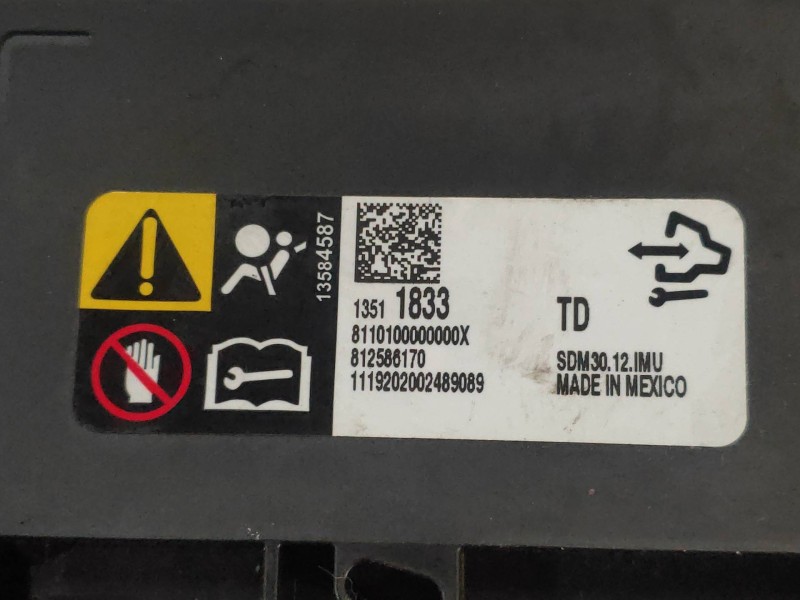 13584587
1351 1833
8110100000000X
812586170
1119202002489089
TD
SDM30.12.IMU
MADE IN MEXICO